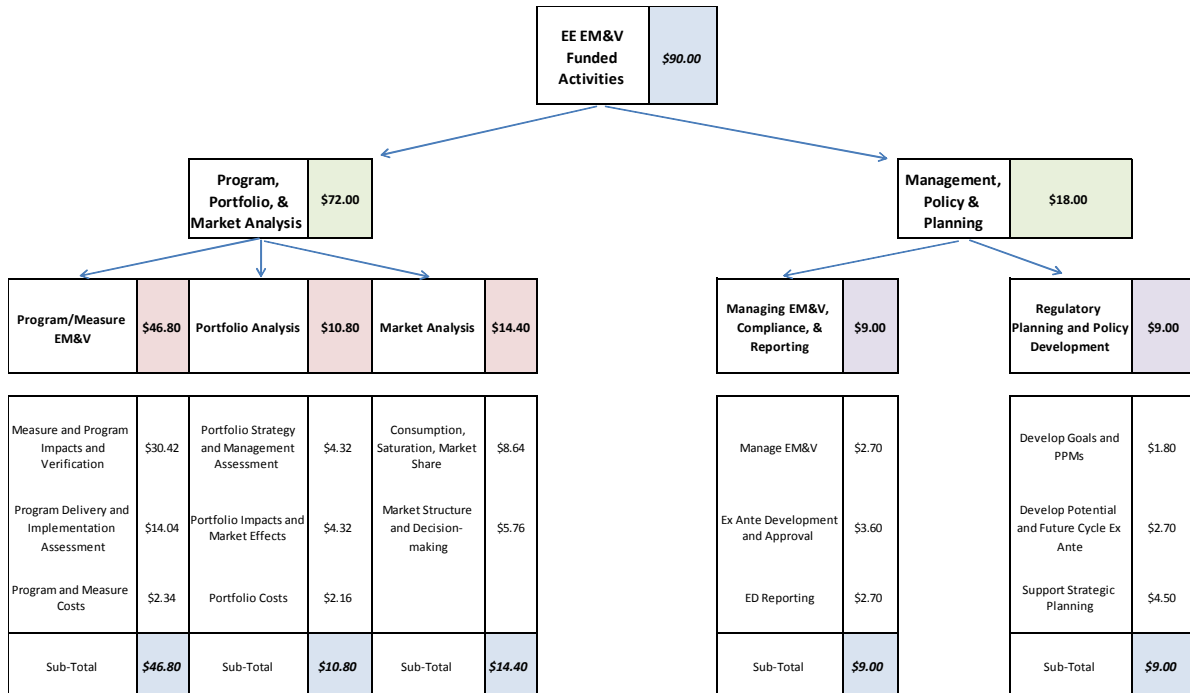 EE EM&V
Funded
Activities
$90.00
Program,
Portfolio, &
Market Analysis
$72.00
Management,
Policy &
Planning
$18.00
Program/Measure
EM&V
$46.80
Portfolio Analysis
$10.80
Market Analysis
$14.40
Managing EM&V,
Compliance, &
Reporting
$9.00
Regulatory
Planning and Policy
Development
$9.00
Measure and Program
Impacts and
Verification
$30.42
Portfolio Strategy
and Management
Assessment
$4.32
Consumption,
Saturation, Market
Share
$8.64
Manage EM&V
$2.70
Develop Goals and
PPMs
$1.80
Program Delivery and
Implementation
Assessment
$14.04
Portfolio Impacts and
Market Effects
$4.32
Market Structure
and Decision-
making
$5.76
Ex Ante Development
and Approval
$3.60
Develop Potential
and Future Cycle Ex
Ante
$2.70
Program and Measure
Costs
$2.34
Portfolio Costs
$2.16
ED Reporting
$2.70
Support Strategic
Planning
$4.50
Sub-Total
$46.80
Sub-Total
$10.80
Sub-Total
$14.40
Sub-Total
$9.00
Sub-Total
$9.00